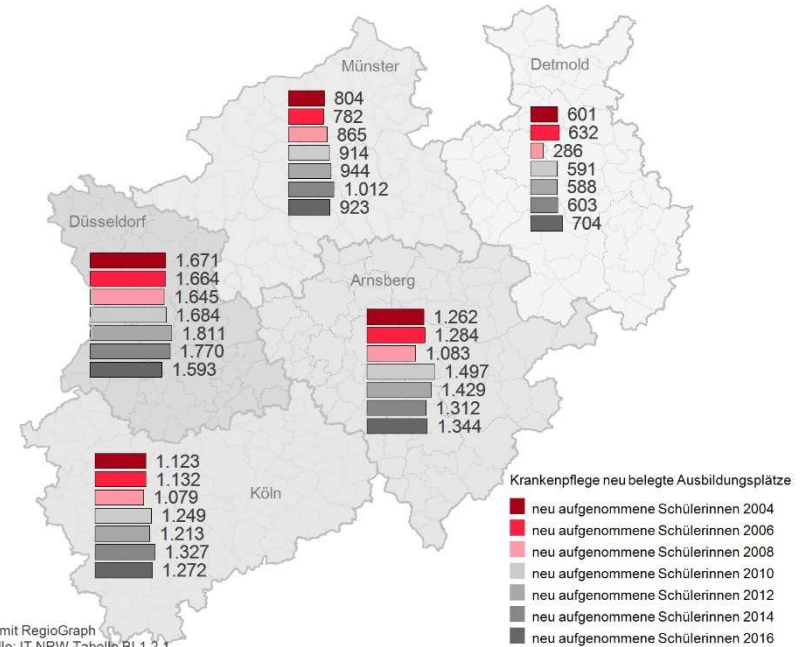 Münster
804
782
865
914
944
1.012
923
Detmold
601
632
286
591
588
603
704
Düsseldorf
1.671
1.664
1.645
1.684
1.811
1.770
1.593
Arnsberg
1.262
1.284
1.083
1.497
1.429
1.312
1.344
Köln
1.123
1.132
1.079
1.249
1.213
1.327
1.272
Krankenpflege neu belegte Ausbildungsplätze
neu aufgenommene Schülerinnen 2004
neu aufgenommene Schülerinnen 2006
neu aufgenommene Schülerinnen 2008
neu aufgenommene Schülerinnen 2010
neu aufgenommene Schülerinnen 2012
neu aufgenommene Schülerinnen 2014
neu aufgenommene Schülerinnen 2016
mit RegioGraph
IT NRW Tabelle